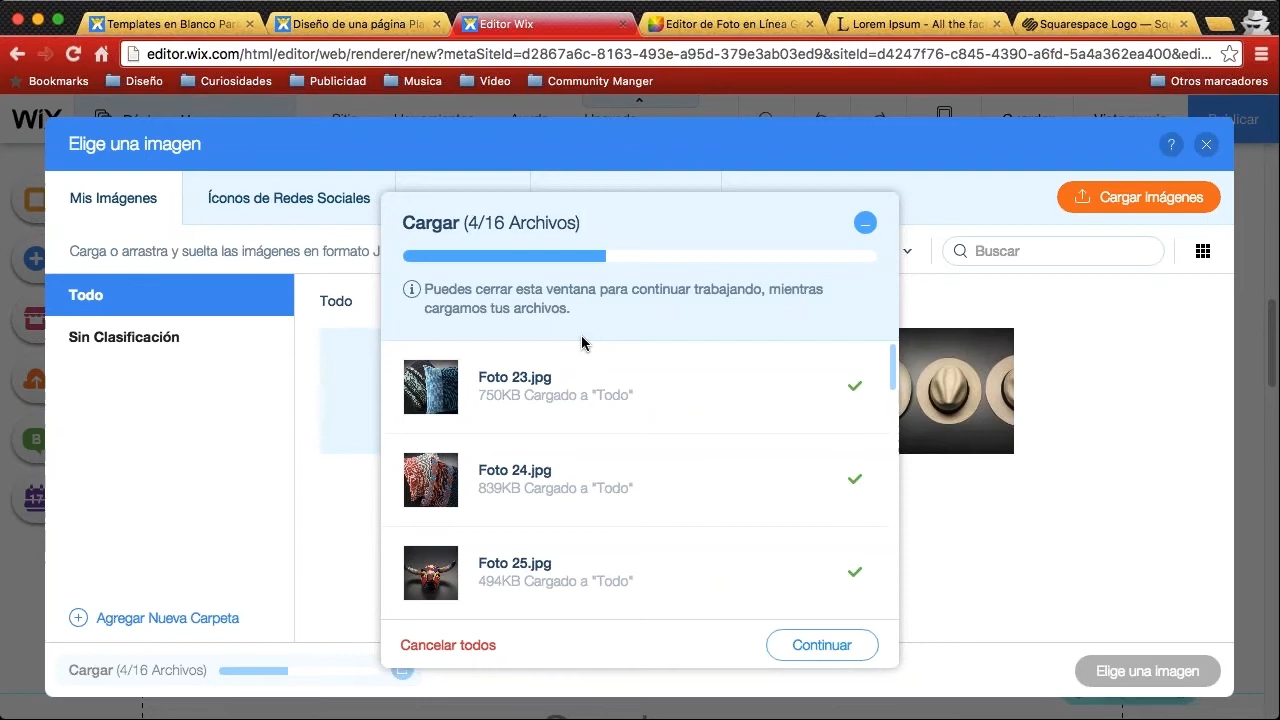 Templates en Blanco Par
Diseño de una página Pla
Editor Wix
Editor de Foto en Línea G
Lorem Ipsum - All the fac
Squarespace Logo — Squ
editor.wix.com/html/editor/web/renderer/new?metaSiteId=d2867a6c-8163-493e-a95d-379e3ab03ed9&siteId=d4247f76-c845-4390-a6fd-5a4a362ea400&edi...
Bookmarks
Diseño
Curiosidades
Publicidad
Musica
Video
Community Manger
Otros marcadores
WiX
Elige una imagen
?
Mis Imágenes
Íconos de Redes Sociales
Cargar Imágenes
Carga o arrastra y suelta las imágenes en formato J
Buscar
Todo
Sin Clasificación
Todo
Cargar (4/16 Archivos)
Puedes cerrar esta ventana para continuar trabajando, mientras
cargamos tus archivos.
Foto 23.jpg
750KB Cargado a "Todo"
Foto 24.jpg
839KB Cargado a "Todo"
Foto 25.jpg
494KB Cargado a "Todo"
Cancelar todos
Continuar
17
Agregar Nueva Carpeta
Cargar (4/16 Archivos)
Elige una imagen